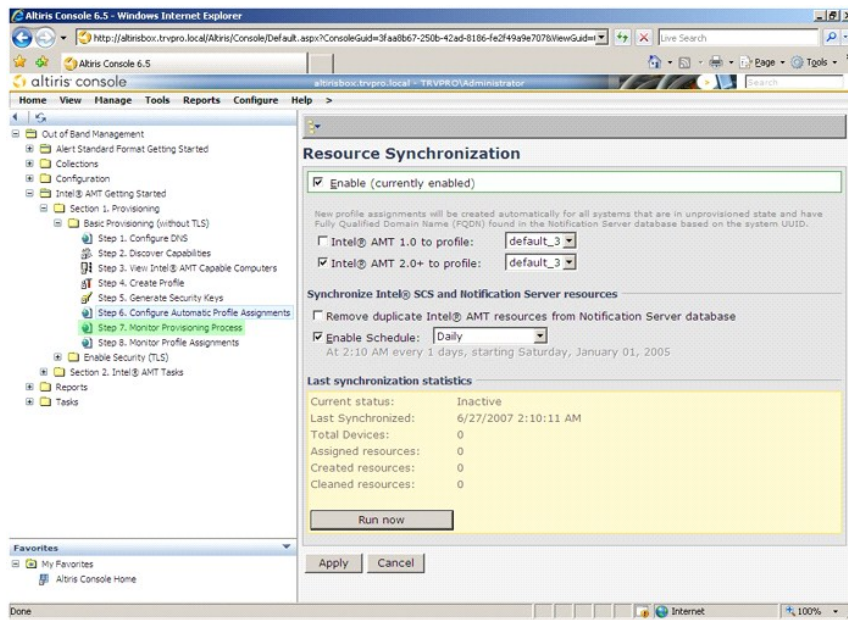 Altiris Console 6.5 - Windows Internet Explorer
http://altirisbox.trvpro.local/Altiris/Console/Default.aspx?ConsoleGuid=3faa8b67-250b-42ad-8186-fe2f49a9e7078&ViewGuid=
Live Search
Altiris Console 6.5
Page
Tools
altiris console
altirisbox.trvpro.local - TRVPRO\Administrator
Search
Home View Manage Tools Reports Configure Help >
Out of Band Management
Alert Standard Format Getting Started
Collections
Configuration
Intel® AMT Getting Started
Section 1. Provisioning
Basic Provisioning (without TLS)
Step 1. Configure DNS
Step 2. Discover Capabilities
Step 3. View Intel® AMT Capable Computers
Step 4. Create Profile
Step 5. Generate Security Keys
Step 6. Configure Automatic Profile Assignments
Step 7. Monitor Provisioning Process
Step 8. Monitor Profile Assignments
Enable Security (TLS)
Section 2. Intel® AMT Tasks
Reports
Tasks
Favorites
My Favorites
Altiris Console Home
Resource Synchronization
Enable (currently enabled)
New profile assignments will be created automatically for all systems that are in unprovisioned state and have
Fully Qualified Domain Name (FQDN) found in the Notification Server database based on the system UUID.
Intel® AMT 1.0 to profile: default_3
Intel® AMT 2.0+ to profile: default_3
Synchronize Intel® SCS and Notification Server resources
Remove duplicate Intel® AMT resources from Notification Server database
Enable Schedule: Daily
At 2:10 AM every 1 days, starting Saturday, January 01, 2005
Last synchronization statistics
Current status: Inactive
Last Synchronized: 6/27/2007 2:10:11 AM
Total Devices: 0
Assigned resources: 0
Created resources: 0
Cleaned resources: 0
Run now
Apply Cancel
Done
Internet
100%